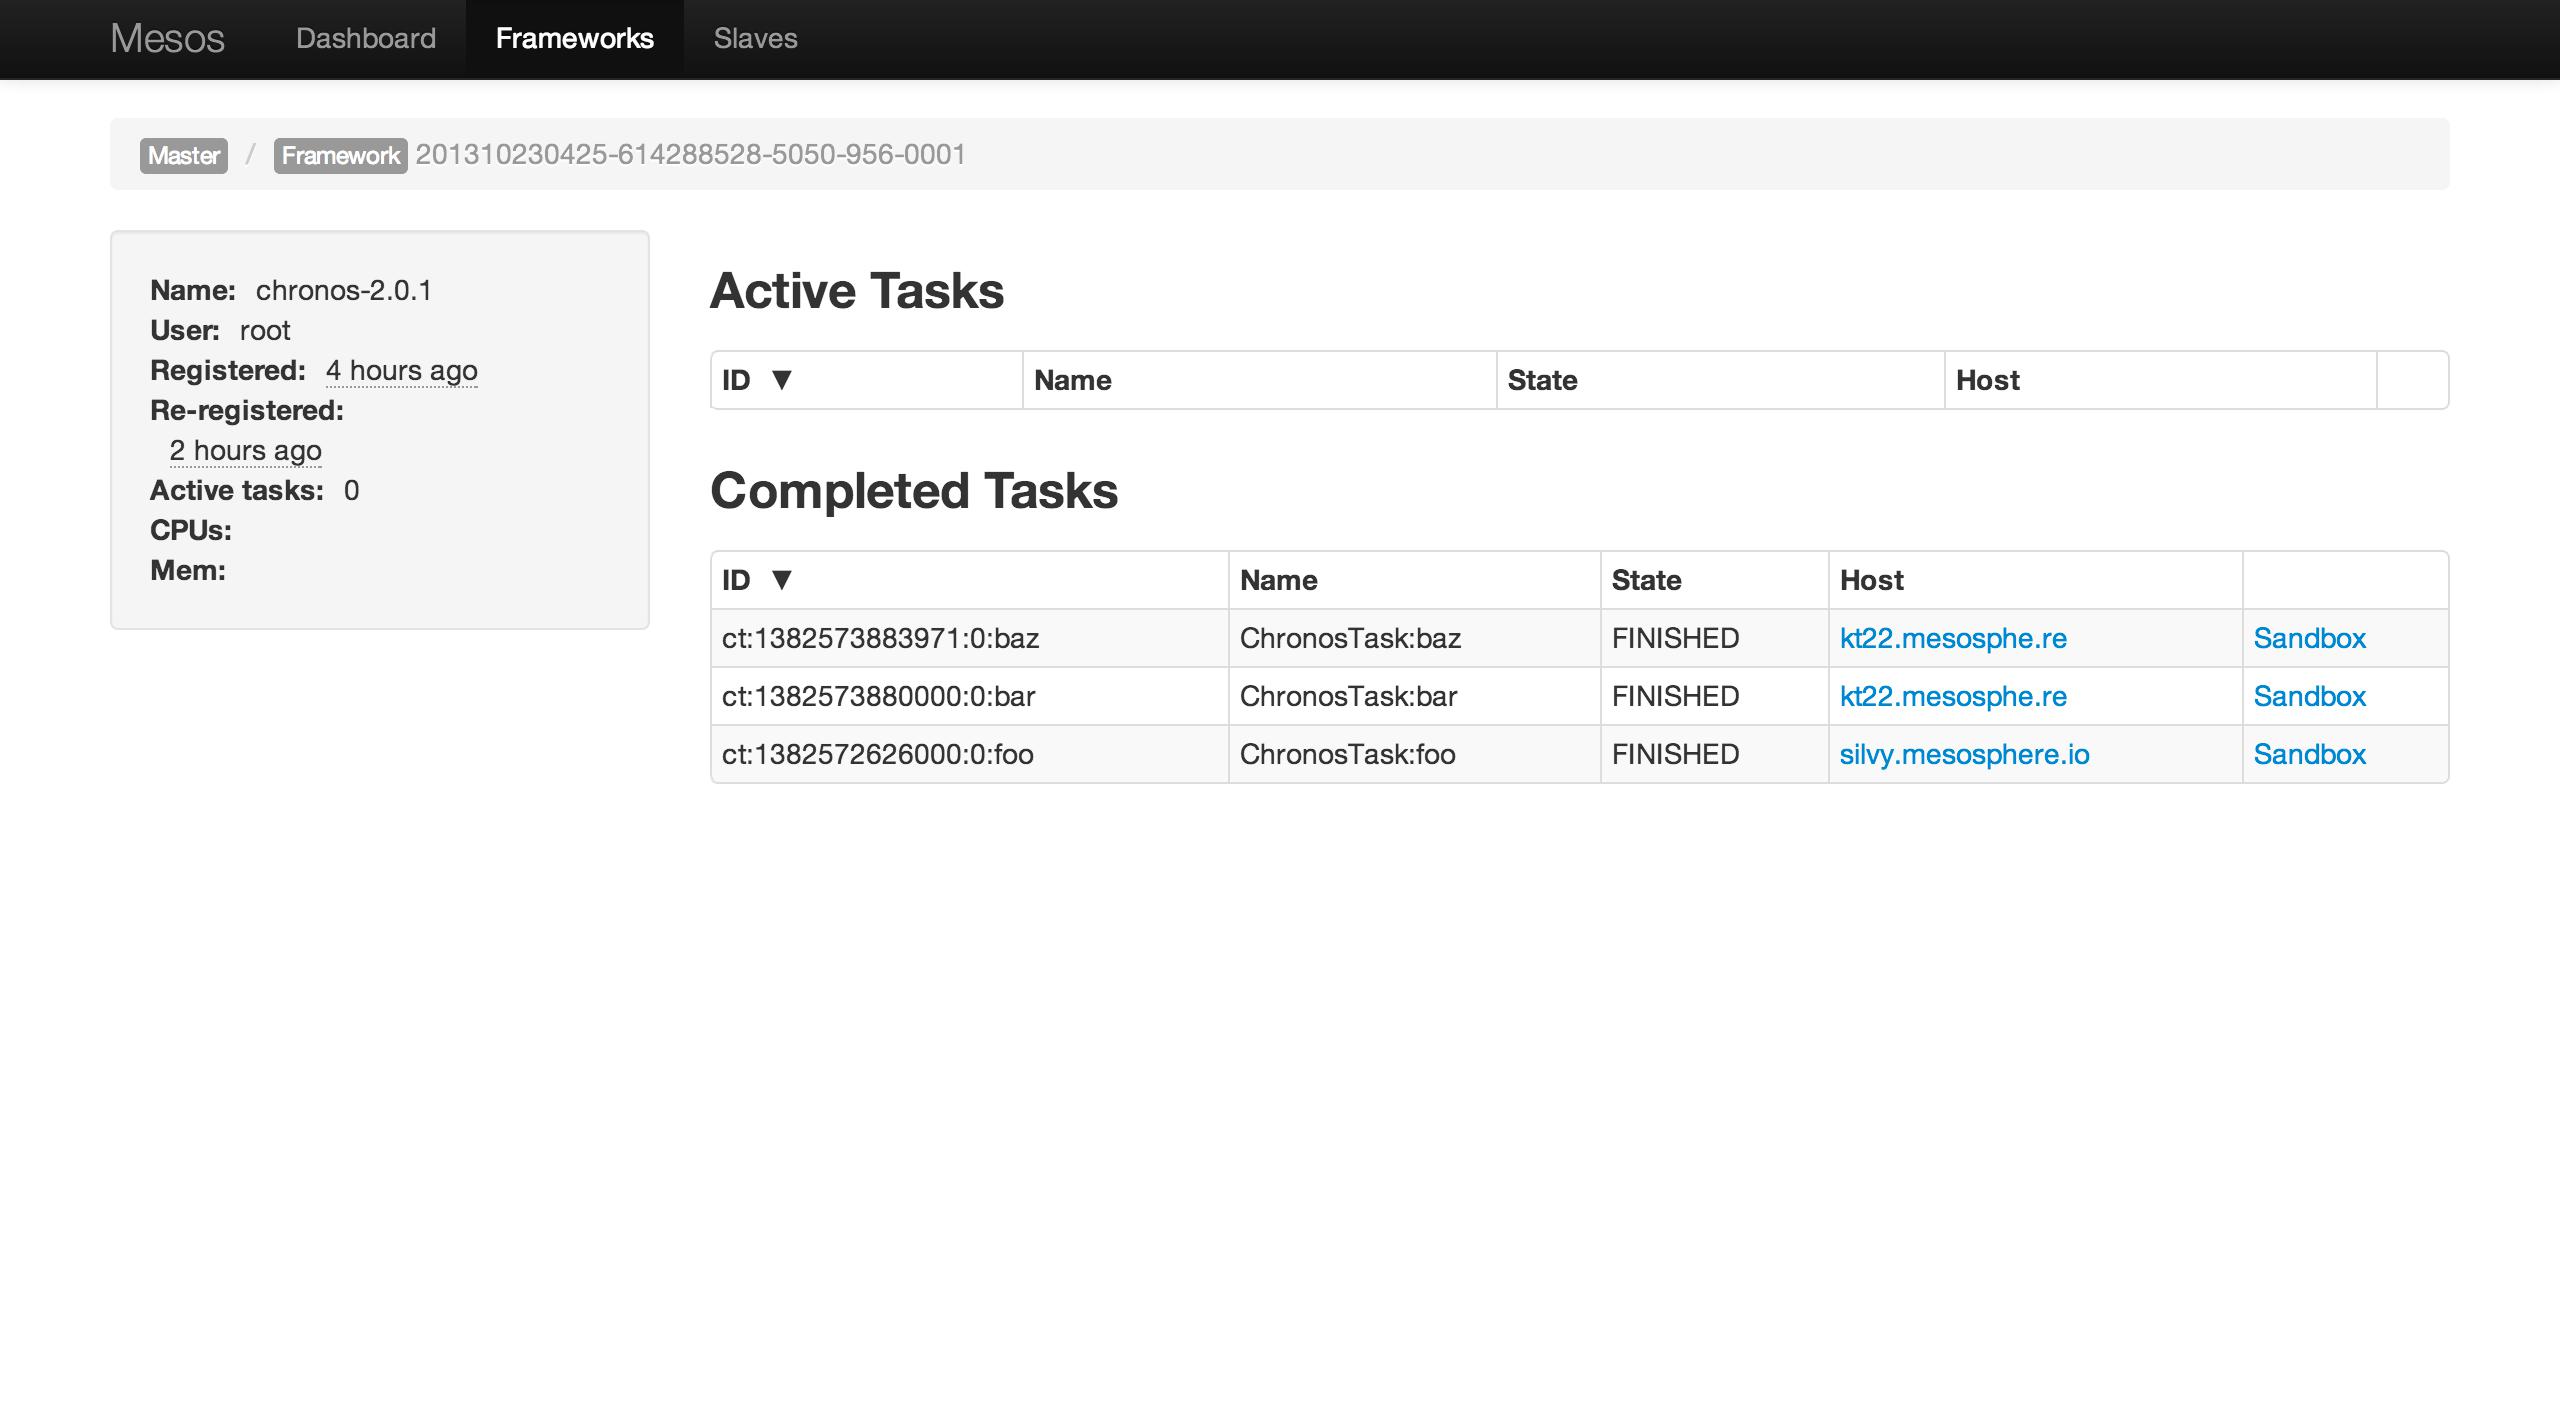 Mesos Dashboard Frameworks Slaves
Master / Framework 201310230425-614288528-5050-956-0001
Name: chronos-2.0.1
User: root
Registered: 4 hours ago
Re-registered:
2 hours ago
Active tasks: 0
CPUs:
Mem:
Active Tasks
ID ▼ Name State Host
Completed Tasks
ID ▼ Name State Host
ct:1382573883971:0:baz ChronosTask:baz FINISHED kt22.mesosphe.re Sandbox
ct:1382573880000:0:bar ChronosTask:bar FINISHED kt22.mesosphe.re Sandbox
ct:1382572626000:0:foo ChronosTask:foo FINISHED silvy.mesosphere.io Sandbox